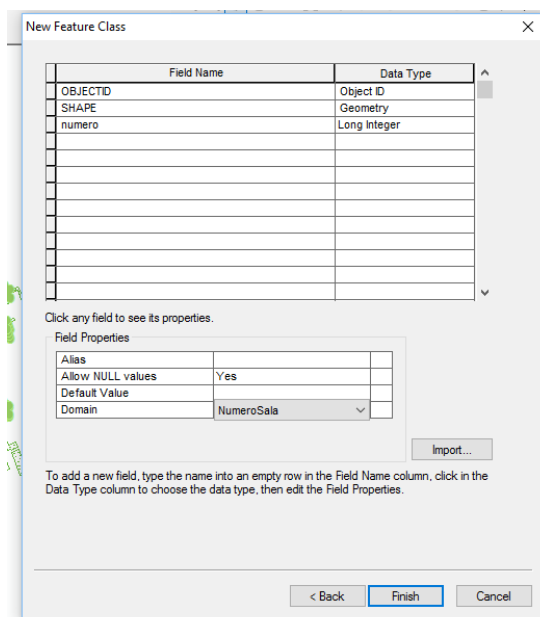 New Feature Class
Field Name Data Type
OBJECTID Object ID
SHAPE Geometry
numero Long Integer
Click any field to see its properties.
Field Properties
Alias
Allow NULL values Yes
Default Value
Domain NumeroSala
Import...
To add a new field, type the name into an empty row in the Field Name column, click in the
Data Type column to choose the data type, then edit the Field Properties.
< Back Finish Cancel